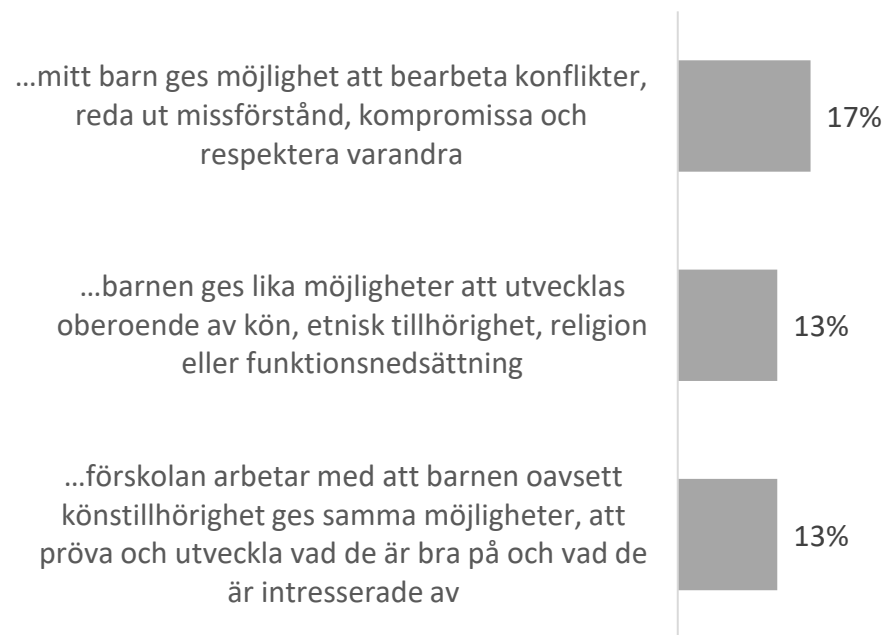 …mitt barn ges möjlighet att bearbeta konflikter,
reda ut missförstånd, kompromissa och
respektera varandra
17%
…barnen ges lika möjligheter att utvecklas
oberoende av kön, etnisk tillhörighet, religion
eller funktionsnedsättning
13%
…förskolan arbetar med att barnen oavsett
könstillhörighet ges samma möjligheter, att
pröva och utveckla vad de är bra på och vad de
är intresserade av
13%